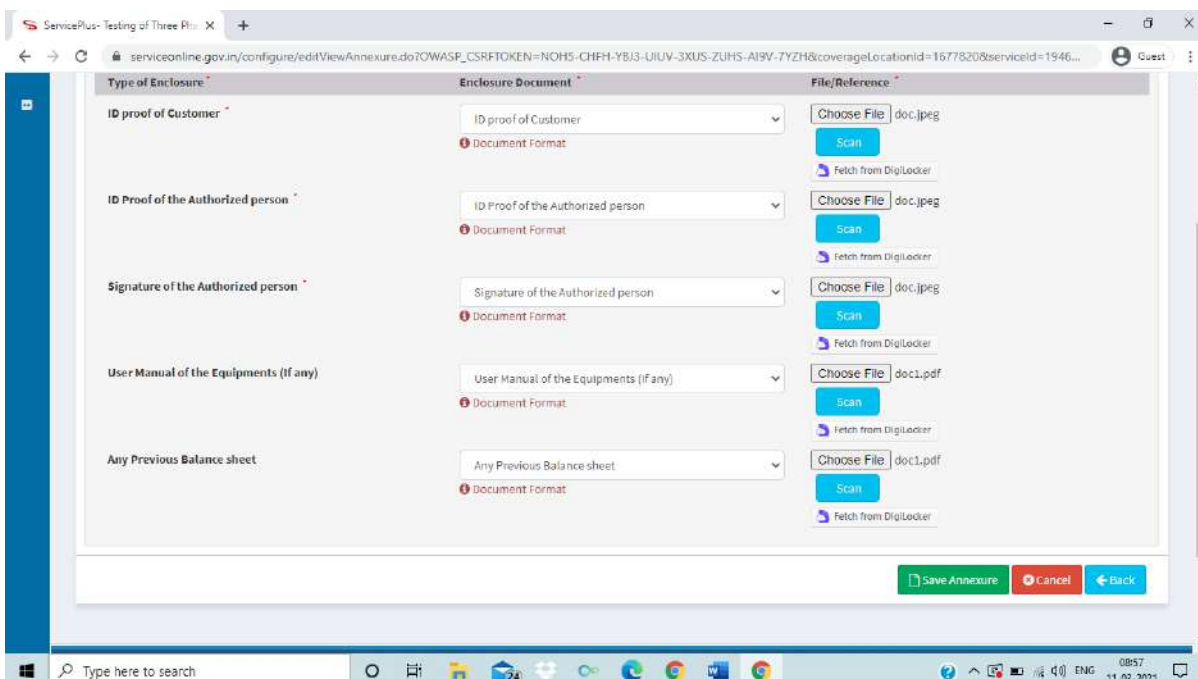 ServicePlus- Testing of Three Pha
serviceonline.gov.in/configure/editViewAnnexure.do?OWASP_CSRFTOKEN=NOH5-CHFH-YBJ3-UIUV-3XUS-ZUH5-AI9V-7YZH&coverageLocationId=16778208serviceId=1946... Guest
Type of Enclosure * Enclosure Document * File/Reference *
ID proof of Customer * ID proof of Customer Choose File doc.jpeg
Document Format Scan
Fetch from DigiLocker
ID Proof of the Authorized person * ID Proof of the Authorized person Choose File doc.jpeg
Document Format Scan
Fetch from DigiLocker
Signature of the Authorized person * Signature of the Authorized person Choose File doc.jpeg
Document Format Scan
Fetch from DigiLocker
User Manual of the Equipments (If any) User Manual of the Equipments (If any) Choose File doc1.pdf
Document Format Scan
Fetch from DigiLocker
Any Previous Balance sheet Any Previous Balance sheet Choose File doc1.pdf
Document Format Scan
Fetch from DigiLocker
Save Annexure Cancel Back
Type here to search 24 ENG 08:57
11-03-2021